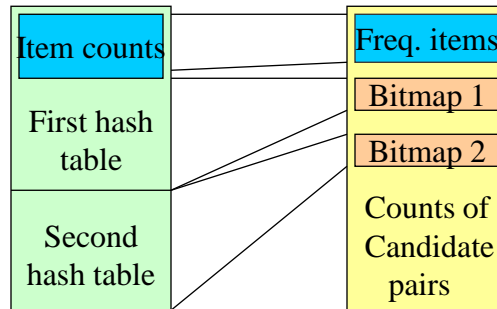 Item counts
First hash
table
Second
hash table
Freq. items
Bitmap 1
Bitmap 2
Counts of
Candidate
pairs